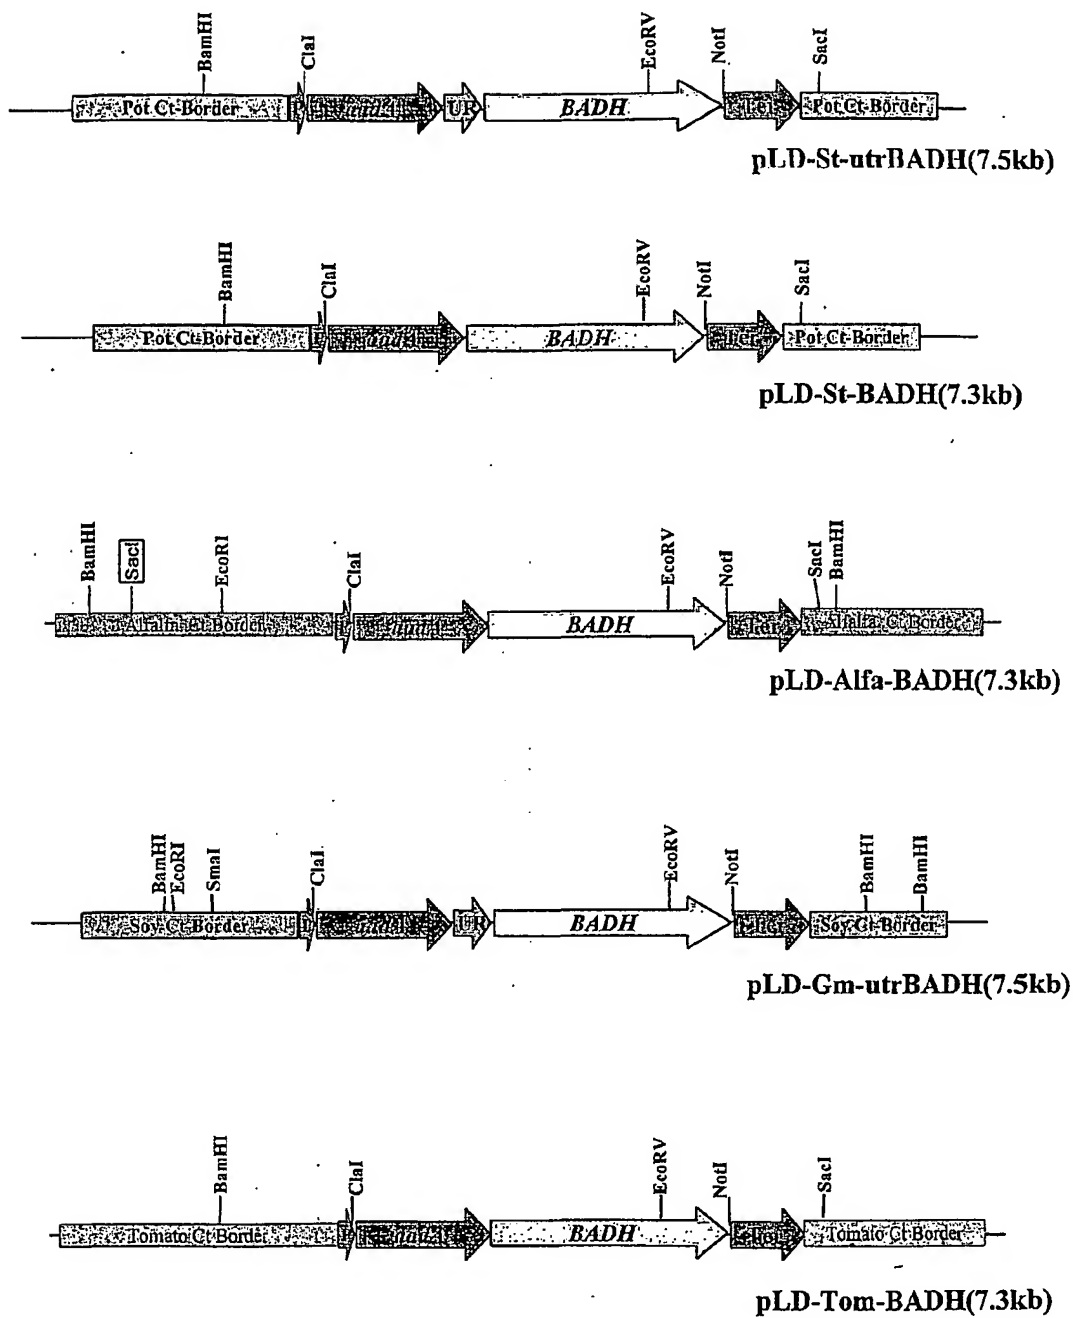 BamHI ClaI EcoRV NotI SacI
Pot Ct-Border P UR BADH Pot Ct-Border
pLD-St-utrBADH(7.5kb)
BamHI ClaI EcoRV NotI SacI
Pot Ct-Border BADH Pot Ct-Border
pLD-St-BADH(7.3kb)
BamHI SacI EcoRI ClaI EcoRV NotI SacI BamHI
Alfalfa Ct Border BADH Alfalfa Ct Border
pLD-Alfa-BADH(7.3kb)
BamHI EcoRI SmaI ClaI EcoRV NotI BamHI BamHI
Soy Ct-Border UR BADH Soy Ct-Border
pLD-Gm-utrBADH(7.5kb)
BamHI ClaI EcoRV NotI SacI
Tomato Ct Border BADH Tomato Ct Border
pLD-Tom-BADH(7.3kb)